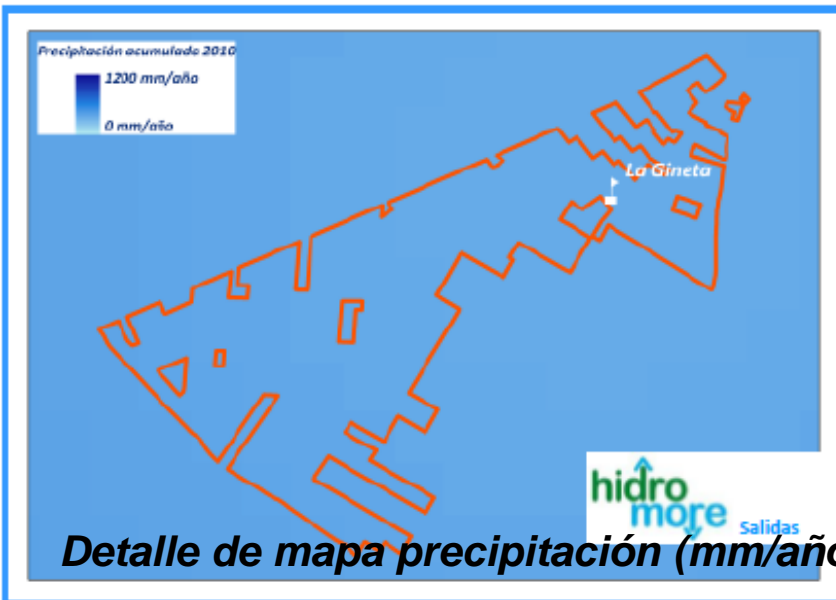 Precipitación acumulada 2010
1200 mm/año
0 mm/año
La Gineta
hidro
more
Salidas
Detalle de mapa precipitación (mm/año